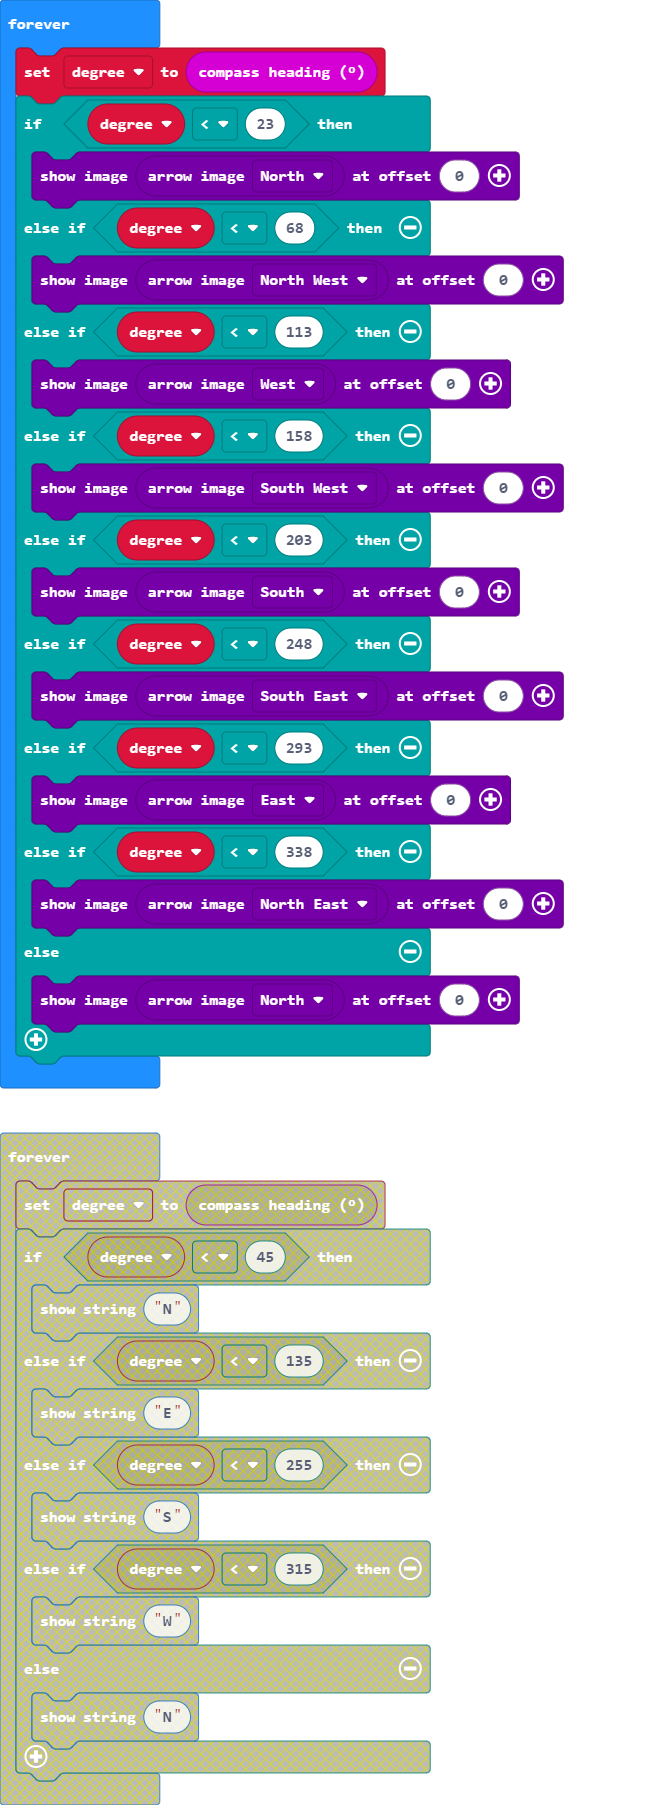 forever
set degree to compass heading (º)
if degree < 23 then
show image arrow image North at offset 0
else if degree < 68 then
show image arrow image North West at offset 0
else if degree < 113 then
show image arrow image West at offset 0
else if degree < 158 then
show image arrow image South West at offset 0
else if degree < 203 then
show image arrow image South at offset 0
else if degree < 248 then
show image arrow image South East at offset 0
else if degree < 293 then
show image arrow image East at offset 0
else if degree < 338 then
show image arrow image North East at offset 0
else
show image arrow image North at offset 0
forever
set degree to compass heading (º)
if degree < 45 then
show string "N"
else if degree < 135 then
show string "E"
else if degree < 255 then
show string "S"
else if degree < 315 then
show string "W"
else
show string "N"